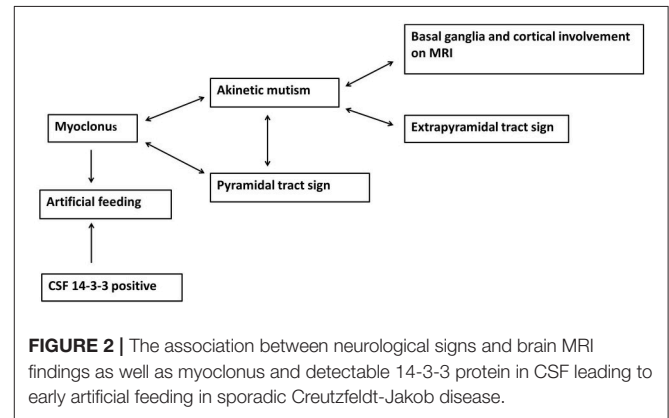 Basal ganglia and cortical involvement
on MRI
Akinetic mutism
Myoclonus
Extrapyramidal tract sign
Pyramidal tract sign
Artificial feeding
CSF 14-3-3 positive
FIGURE 2 | The association between neurological signs and brain MRI
findings as well as myoclonus and detectable 14-3-3 protein in CSF leading to
early artificial feeding in sporadic Creutzfeldt-Jakob disease.